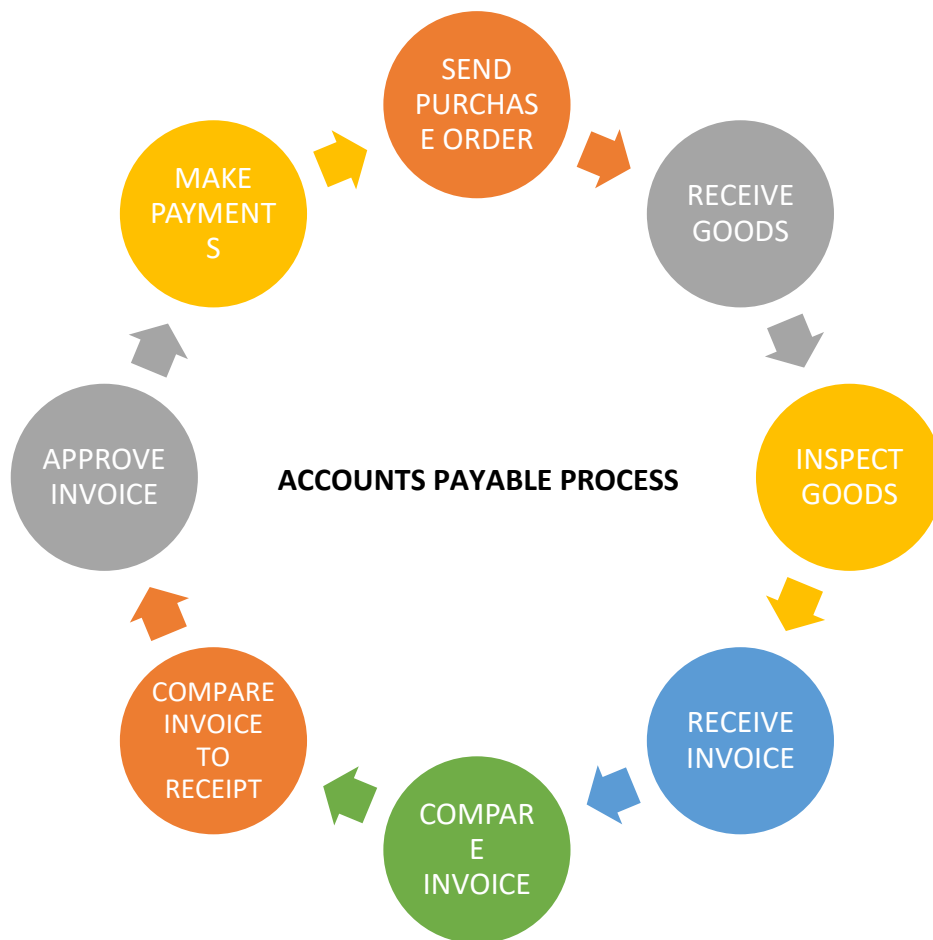 SEND
PURCHAS
E ORDER
RECEIVE
GOODS
INSPECT
GOODS
RECEIVE
INVOICE
COMPAR
E
INVOICE
COMPARE
INVOICE
TO
RECEIPT
APPROVE
INVOICE
MAKE
PAYMENT
S
ACCOUNTS PAYABLE PROCESS